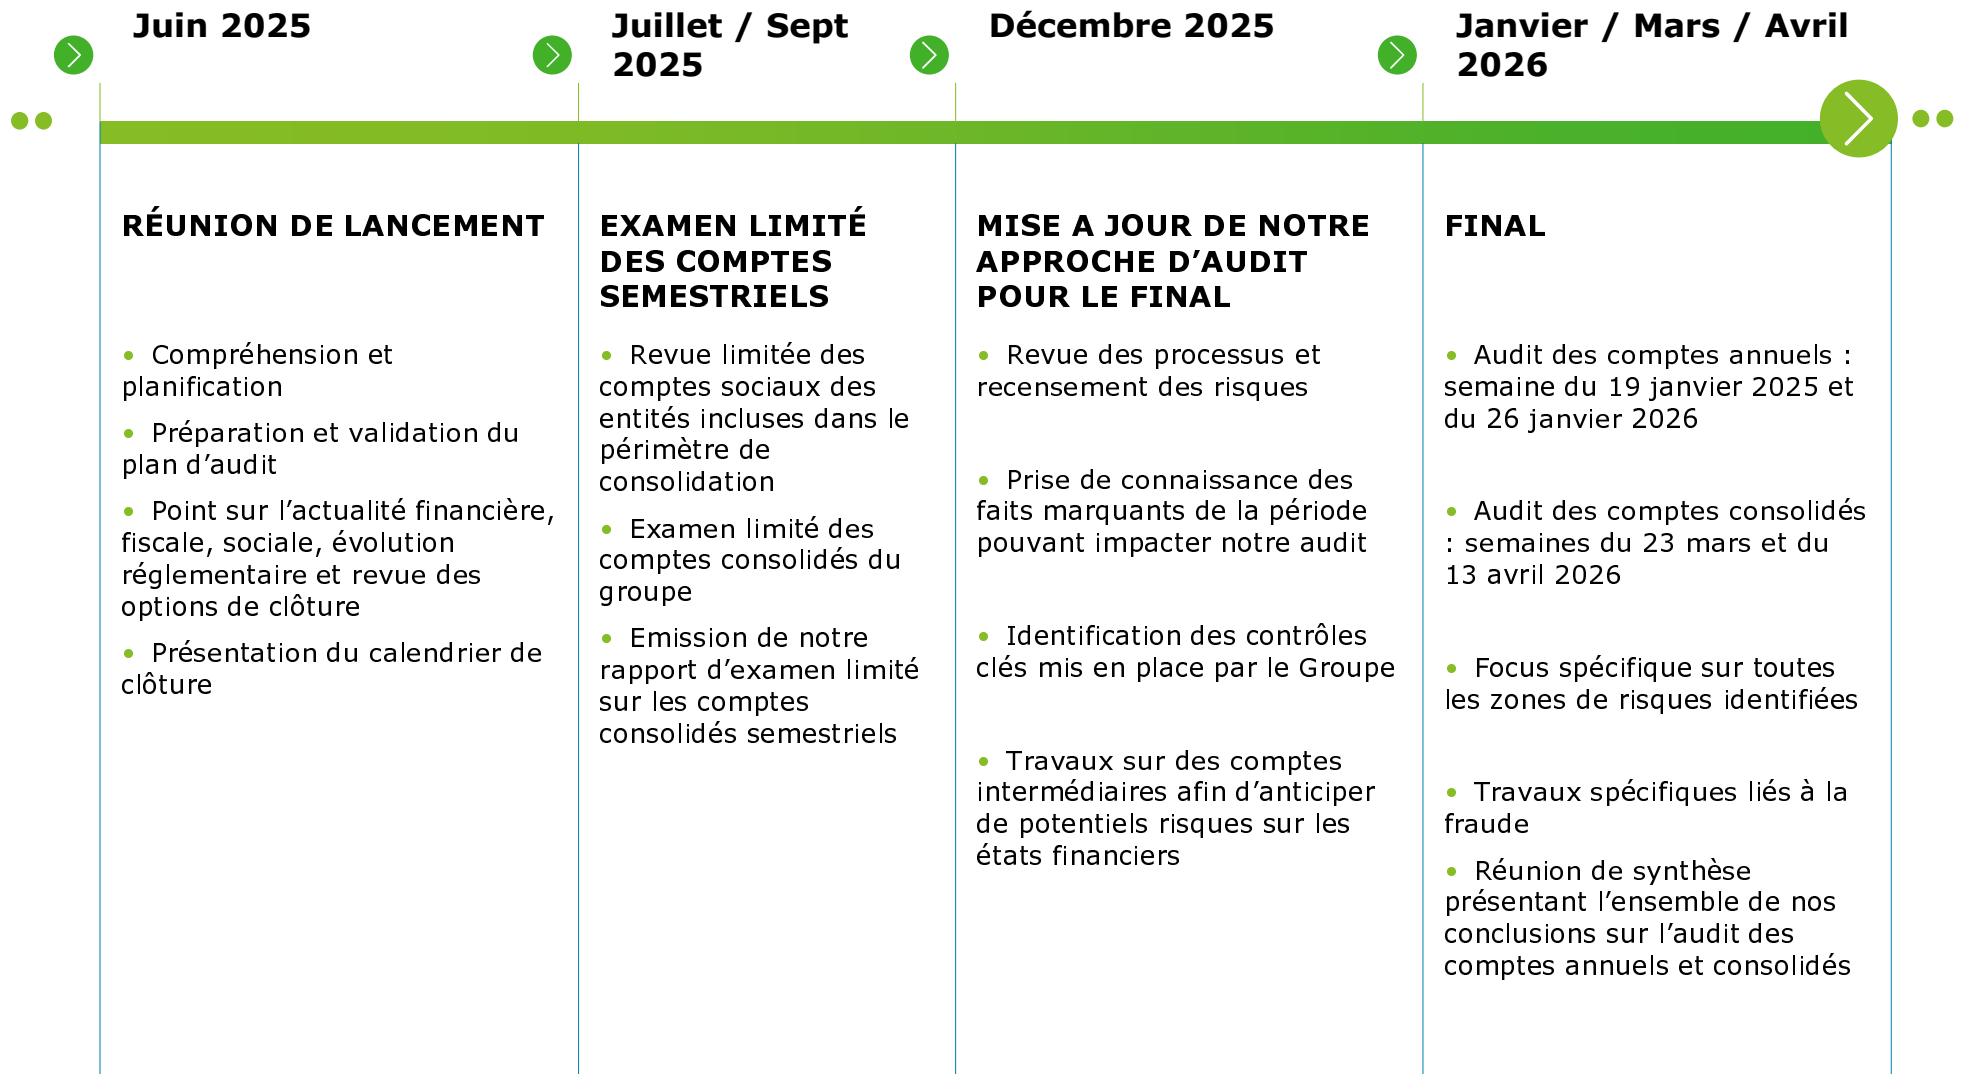 Juin 2025
Juillet / Sept
2025
Décembre 2025
Janvier / Mars / Avril
2026
RÉUNION DE LANCEMENT
• Compréhension et
planification
• Préparation et validation du
plan d’audit
• Point sur l’actualité financière,
fiscale, sociale, évolution
réglementaire et revue des
options de clôture
• Présentation du calendrier de
clôture
EXAMEN LIMITÉ
DES COMPTES
SEMESTRIELS
• Revue limitée des
comptes sociaux des
entités incluses dans le
périmètre de
consolidation
• Examen limité des
comptes consolidés du
groupe
• Emission de notre
rapport d’examen limité
sur les comptes
consolidés semestriels
MISE A JOUR DE NOTRE
APPROCHE D’AUDIT
POUR LE FINAL
• Revue des processus et
recensement des risques
• Prise de connaissance des
faits marquants de la période
pouvant impacter notre audit
• Identification des contrôles
clés mis en place par le Groupe
• Travaux sur des comptes
intermédiaires afin d’anticiper
de potentiels risques sur les
états financiers
FINAL
• Audit des comptes annuels :
semaine du 19 janvier 2025 et
du 26 janvier 2026
• Audit des comptes consolidés
: semaines du 23 mars et du
13 avril 2026
• Focus spécifique sur toutes
les zones de risques identifiées
• Travaux spécifiques liés à la
fraude
• Réunion de synthèse
présentant l’ensemble de nos
conclusions sur l’audit des
comptes annuels et consolidés